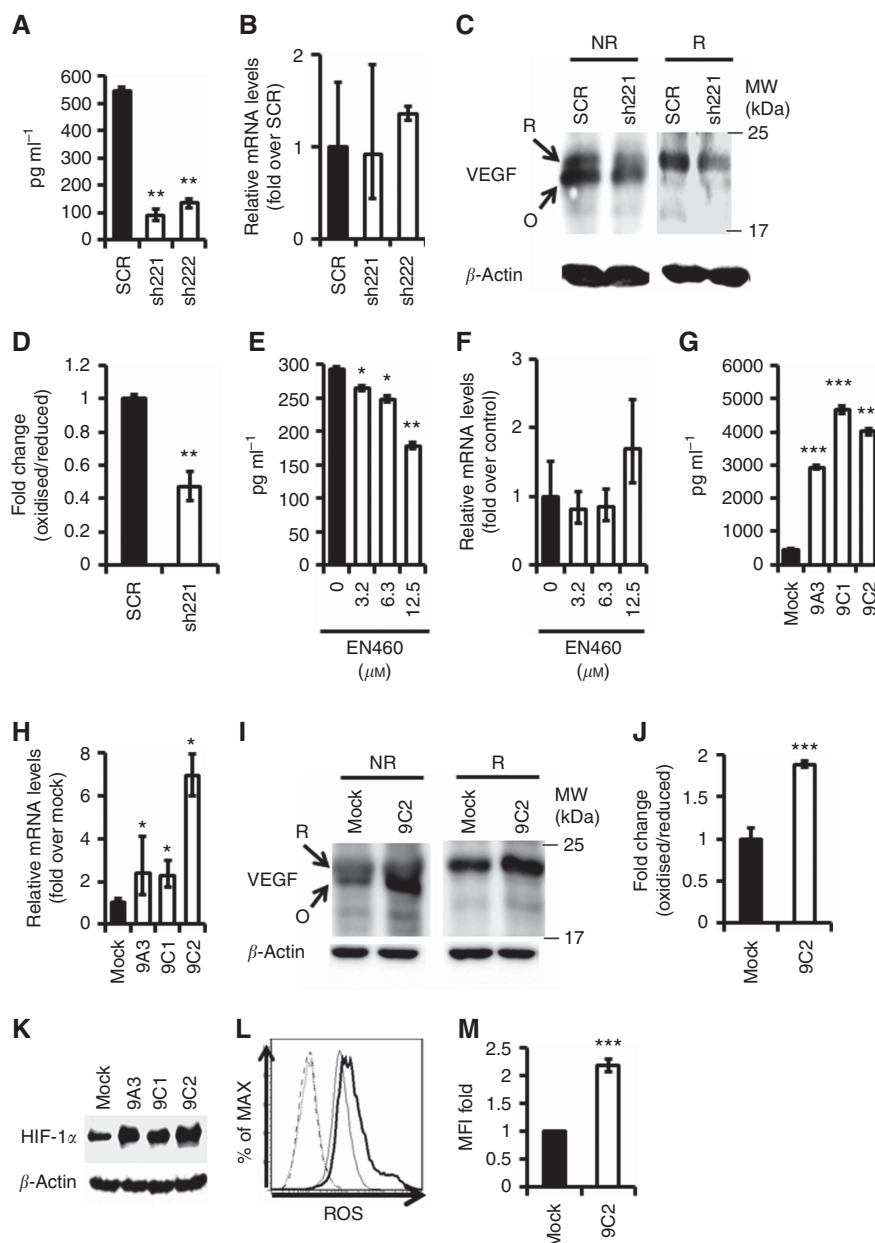 A
600
500
400
300
200
100
0
pg ml–1
**
**
SCR
sh221
sh222
B
2
1
0
Relative mRNA levels
(fold over SCR)
SCR
sh221
sh222
C
NR
R
SCR
sh221
SCR
sh221
MW
(kDa)
25
17
R
VEGF
O
β-Actin
D
1.2
1
0.8
0.6
0.4
0.2
0
Fold change
(oxidised/reduced)
**
SCR
sh221
E
300
250
200
150
100
50
0
pg ml–1
*
*
**
0
3.2
6.3
12.5
EN460
(μM)
F
3
2
1
0
Relative mRNA levels
(fold over control)
0
3.2
6.3
12.5
EN460
(μM)
G
6000
5000
4000
3000
2000
1000
0
pg ml–1
***
***
**
Mock
9A3
9C1
9C2
H
8
6
4
2
0
Relative mRNA levels
(fold over mock)
*
*
*
Mock
9A3
9C1
9C2
I
NR
R
Mock
9C2
Mock
9C2
MW
(kDa)
25
17
R
VEGF
O
β-Actin
J
2
1.5
1
0.5
0
Fold change
(oxidised/reduced)
***
Mock
9C2
K
Mock
9A3
9C1
9C2
HIF-1α
β-Actin
L
% of MAX
ROS
M
2.5
2
1.5
1
0.5
0
MFI fold
***
Mock
9C2